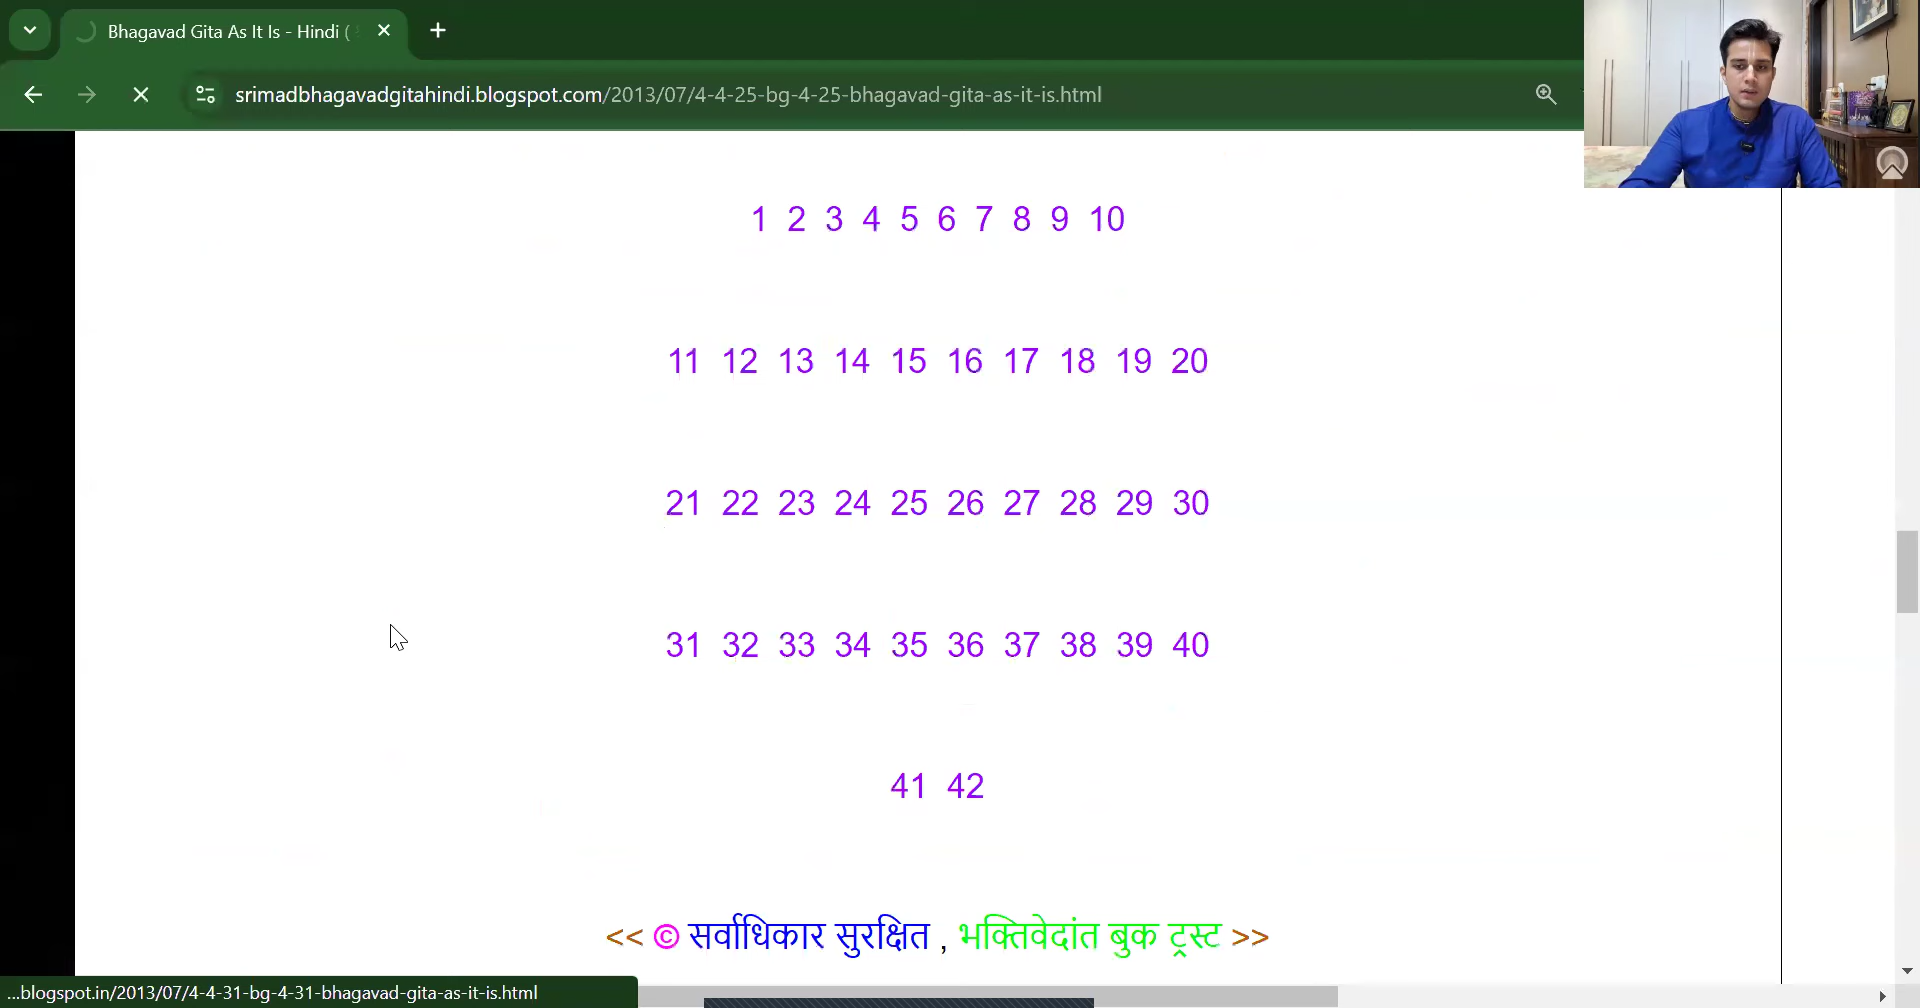 Bhagavad Gita As It Is - Hindi (
srimadbhagavadgitahindi.blogspot.com/2013/07/4-4-25-bg-4-25-bhagavad-gita-as-it-is.html
1 2 3 4 5 6 7 8 9 10
11 12 13 14 15 16 17 18 19 20
21 22 23 24 25 26 27 28 29 30
31 32 33 34 35 36 37 38 39 40
41 42
<< © सर्वाधिकार सुरक्षित , भक्तिवेदांत बुक ट्रस्ट >>
...blogspot.in/2013/07/4-4-31-bg-4-31-bhagavad-gita-as-it-is.html